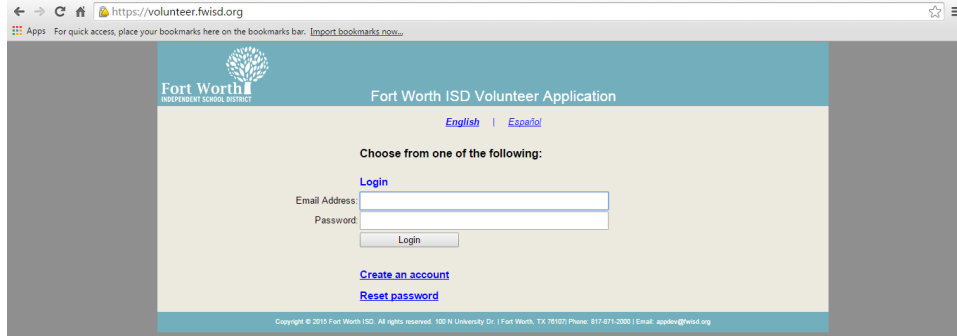 https://volunteer.fwisd.org
Apps For quick access, place your bookmarks here on the bookmarks bar. Import bookmarks now...
Fort Worth
INDEPENDENT SCHOOL DISTRICT
Fort Worth ISD Volunteer Application
English | Español
Choose from one of the following:
Login
Email Address:
Password:
Login
Create an account
Reset password
Copyright © 2015 Fort Worth ISD. All rights reserved. 100 N University Dr. | Fort Worth, TX 76107| Phone: 817-871-2000 | Email: appdev@fwisd.org